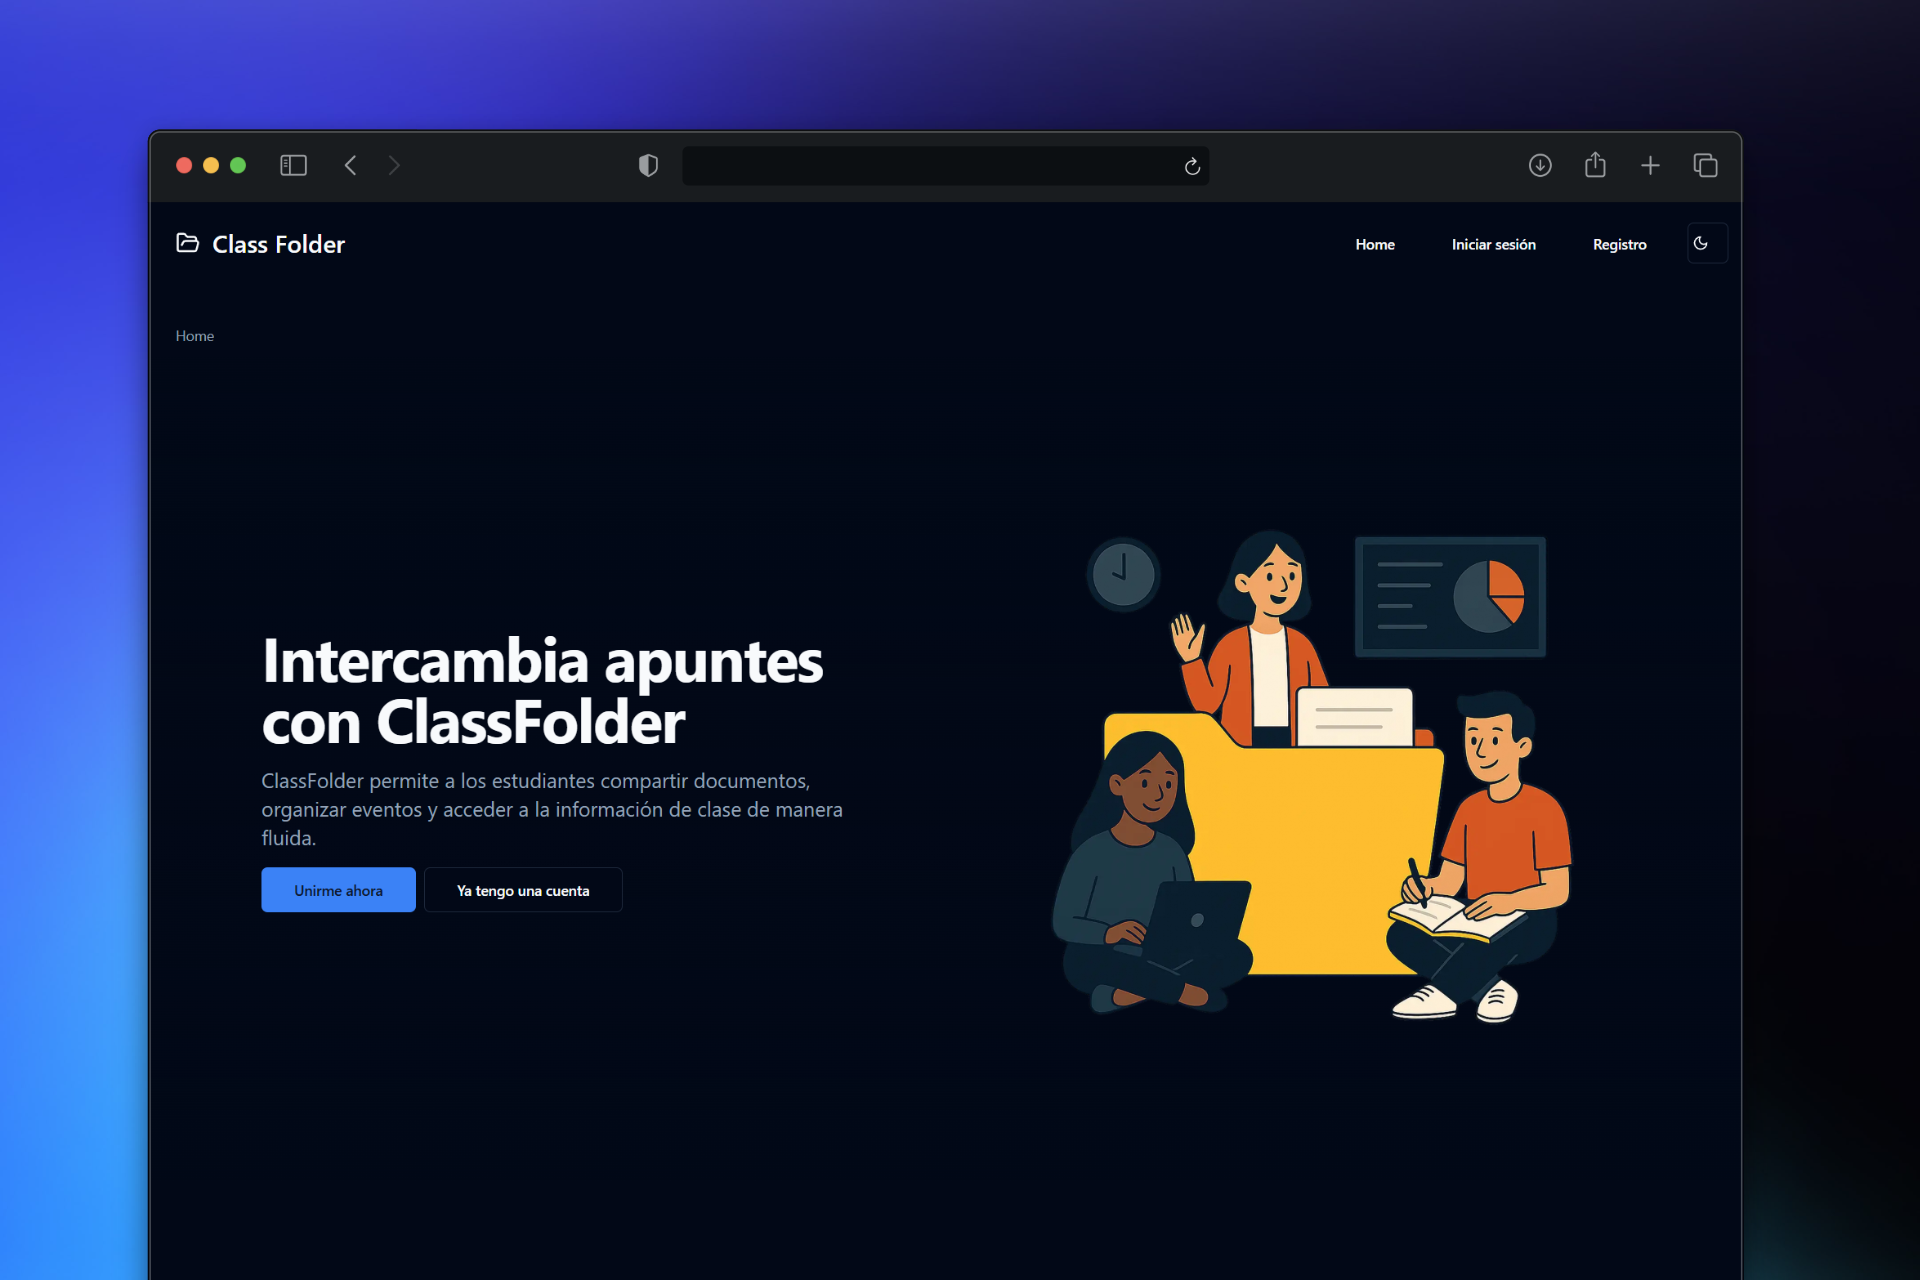 Class Folder
Home
Iniciar sesión
Registro
Home
Intercambia apuntes
con ClassFolder
ClassFolder permite a los estudiantes compartir documentos,
organizar eventos y acceder a la información de clase de manera
fluida.
Unirme ahora
Ya tengo una cuenta